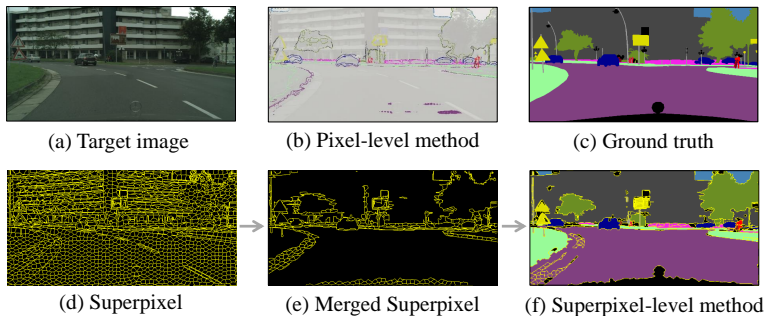 (a) Target image
(b) Pixel-level method
(c) Ground truth
(d) Superpixel
(e) Merged Superpixel
(f) Superpixel-level method